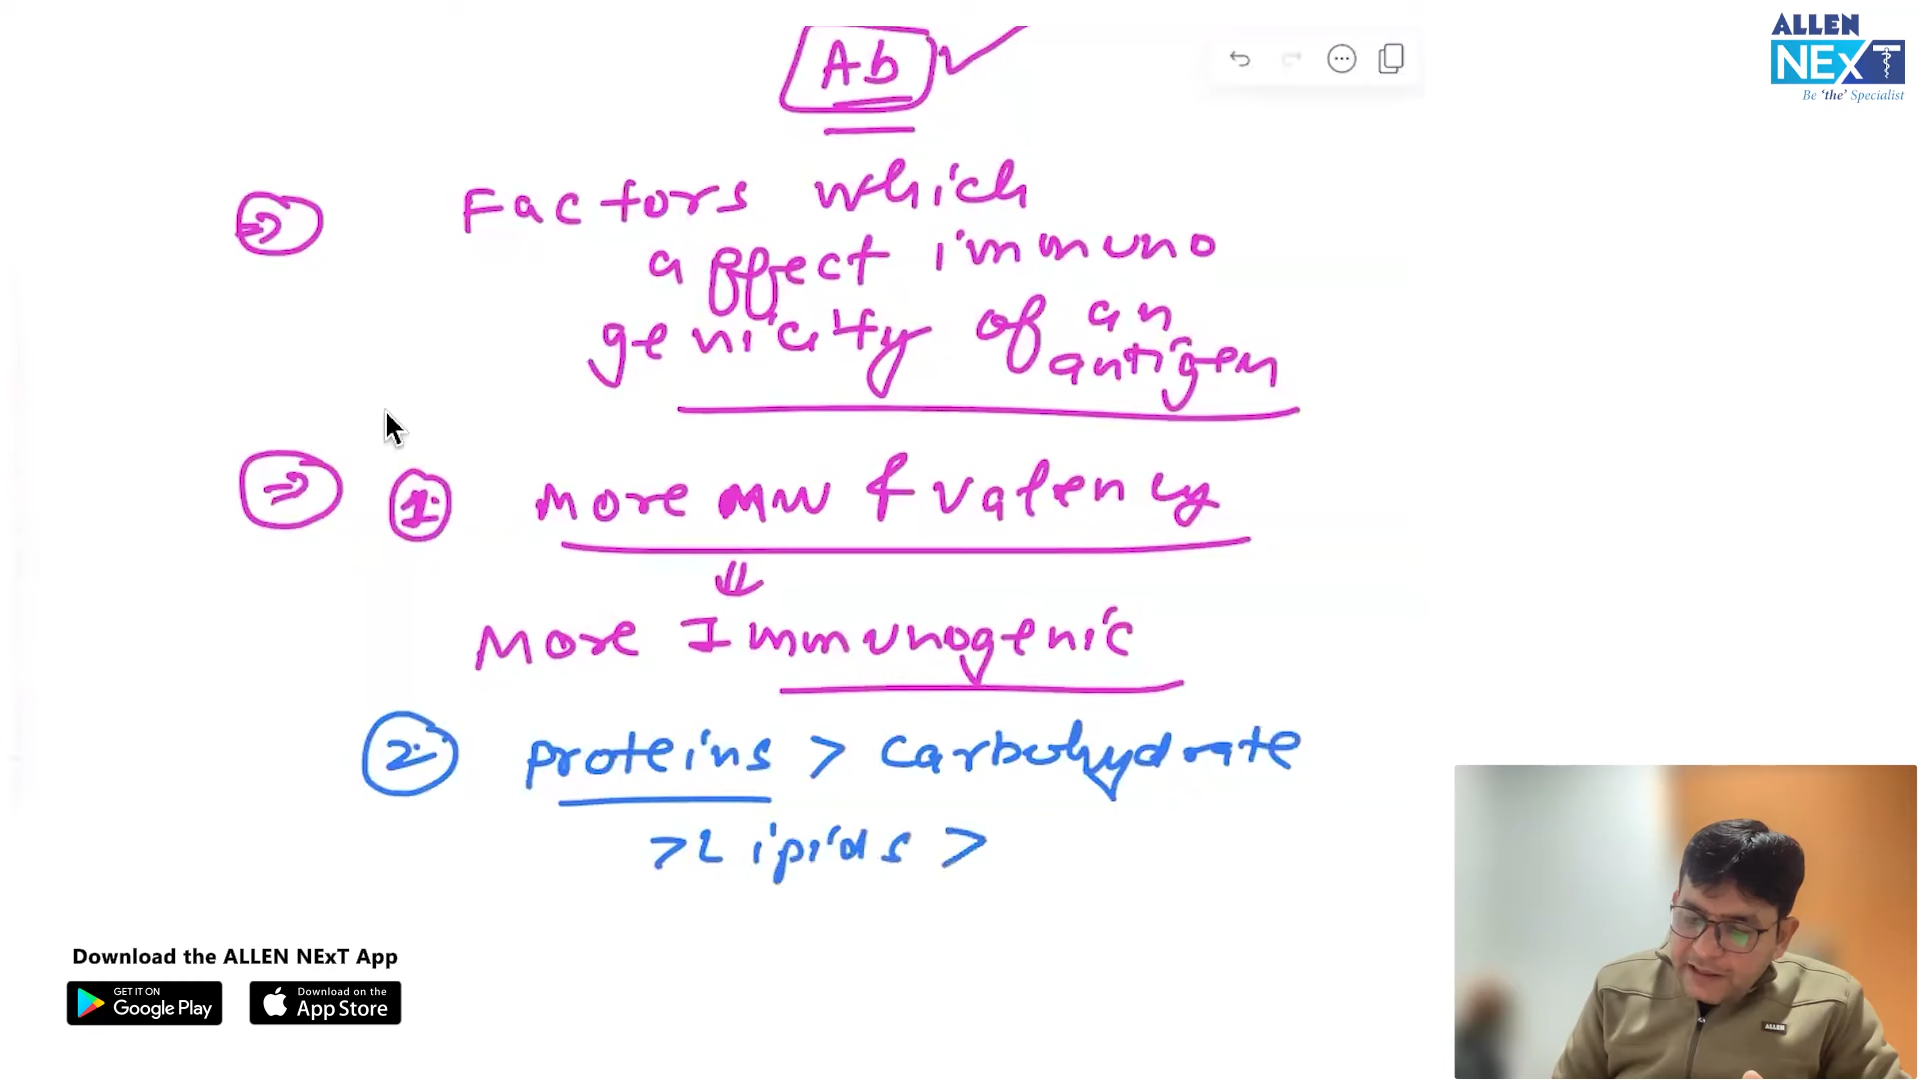 Ab
ALLEN
NExT
Be 'the' Specialist
Factors which
affect immuno
genicity of an
antigen
1. More MW & valency
More Immunogenic
2. proteins > carbohydrate
> Lipids >
Download the ALLEN NExT App
GET IT ON
Google Play
Download on the
App Store
ALLEN